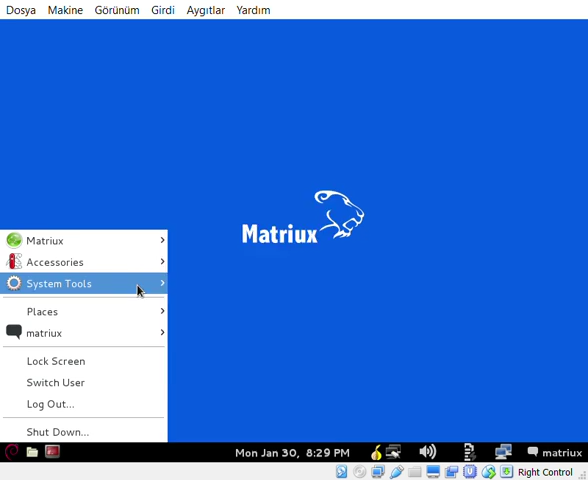 Dosya Makine Görünüm Girdi Aygıtlar Yardım
Matriux
Matriux
Accessories
System Tools
Places
matriux
Lock Screen
Switch User
Log Out...
Shut Down...
Mon Jan 30, 8:29 PM matriux
Right Control